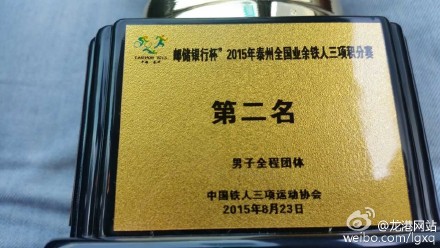 邮储银行杯"2015年泰州全国业余铁人三项积分赛
第二名
男子全程团体
中国铁人三项运动协会
2015年8月23日
@龙港网站
weibo.com/lgxq